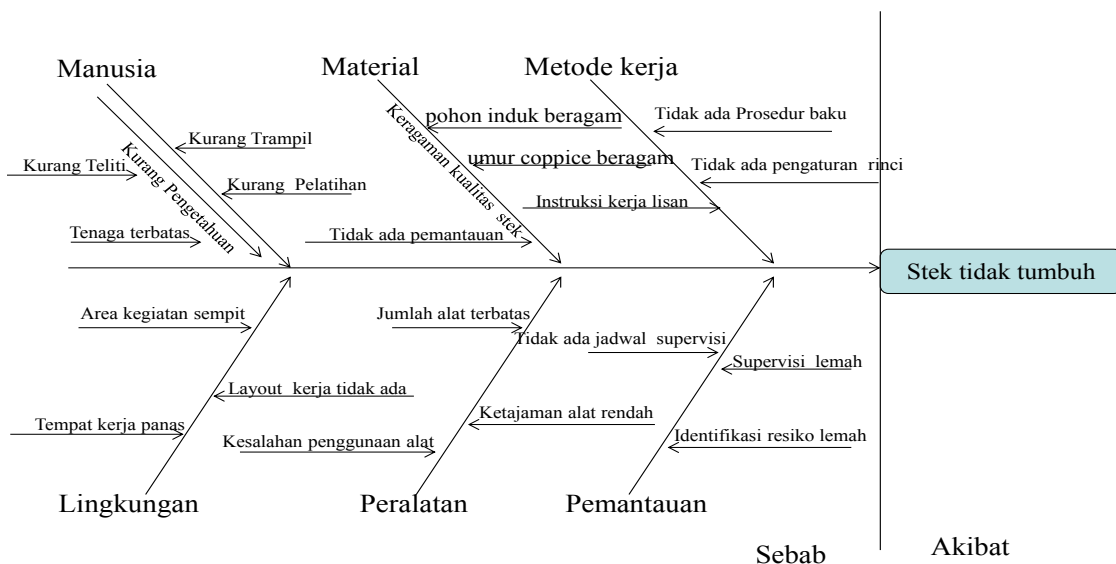 Manusia
Material
Metode kerja
Kurang Trampil
Kurang Teliti
Kurang Pengetahuan
Kurang Pelatihan
Tenaga terbatas
pohon induk beragam
Keragaman kualitas stek
umur coppice beragam
Tidak ada pemantauan
Tidak ada Prosedur baku
Tidak ada pengaturan rinci
Instruksi kerja lisan
Stek tidak tumbuh
Area kegiatan sempit
Layout kerja tidak ada
Tempat kerja panas
Jumlah alat terbatas
Ketajaman alat rendah
Kesalahan penggunaan alat
Tidak ada jadwal supervisi
Supervisi lemah
Identifikasi resiko lemah
Lingkungan
Peralatan
Pemantauan
Sebab
Akibat